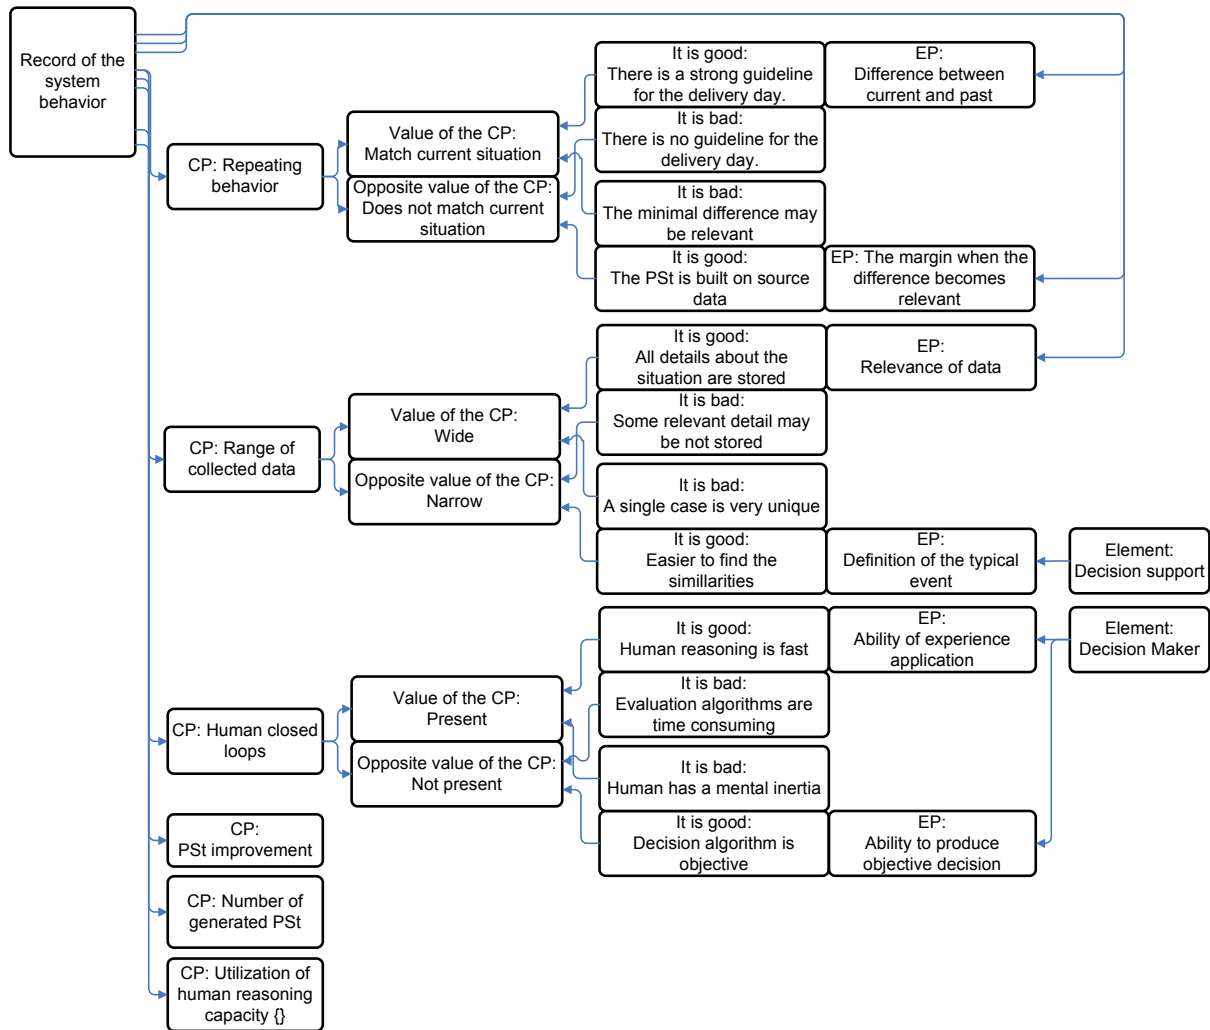 Record of the
system
behavior
CP: Repeating
behavior
Value of the CP:
Match current situation
Opposite value of the CP:
Does not match current
situation
It is good:
There is a strong guideline
for the delivery day.
EP:
Difference between
current and past
It is bad:
There is no guideline for the
delivery day.
It is bad:
The minimal difference may
be relevant
It is good:
The PSt is built on source
data
EP: The margin when the
difference becomes
relevant
CP: Range of
collected data
Value of the CP:
Wide
Opposite value of the CP:
Narrow
It is good:
All details about the
situation are stored
EP:
Relevance of data
It is bad:
Some relevant detail may
be not stored
It is bad:
A single case is very unique
It is good:
Easier to find the
simillarities
EP:
Definition of the typical
event
Element:
Decision support
CP: Human closed
loops
Value of the CP:
Present
Opposite value of the CP:
Not present
It is good:
Human reasoning is fast
EP:
Ability of experience
application
Element:
Decision Maker
It is bad:
Evaluation algorithms are
time consuming
It is bad:
Human has a mental inertia
It is good:
Decision algorithm is
objective
EP:
Ability to produce
objective decision
CP:
PSt improvement
CP: Number of
generated PSt
CP: Utilization of
human reasoning
capacity {}